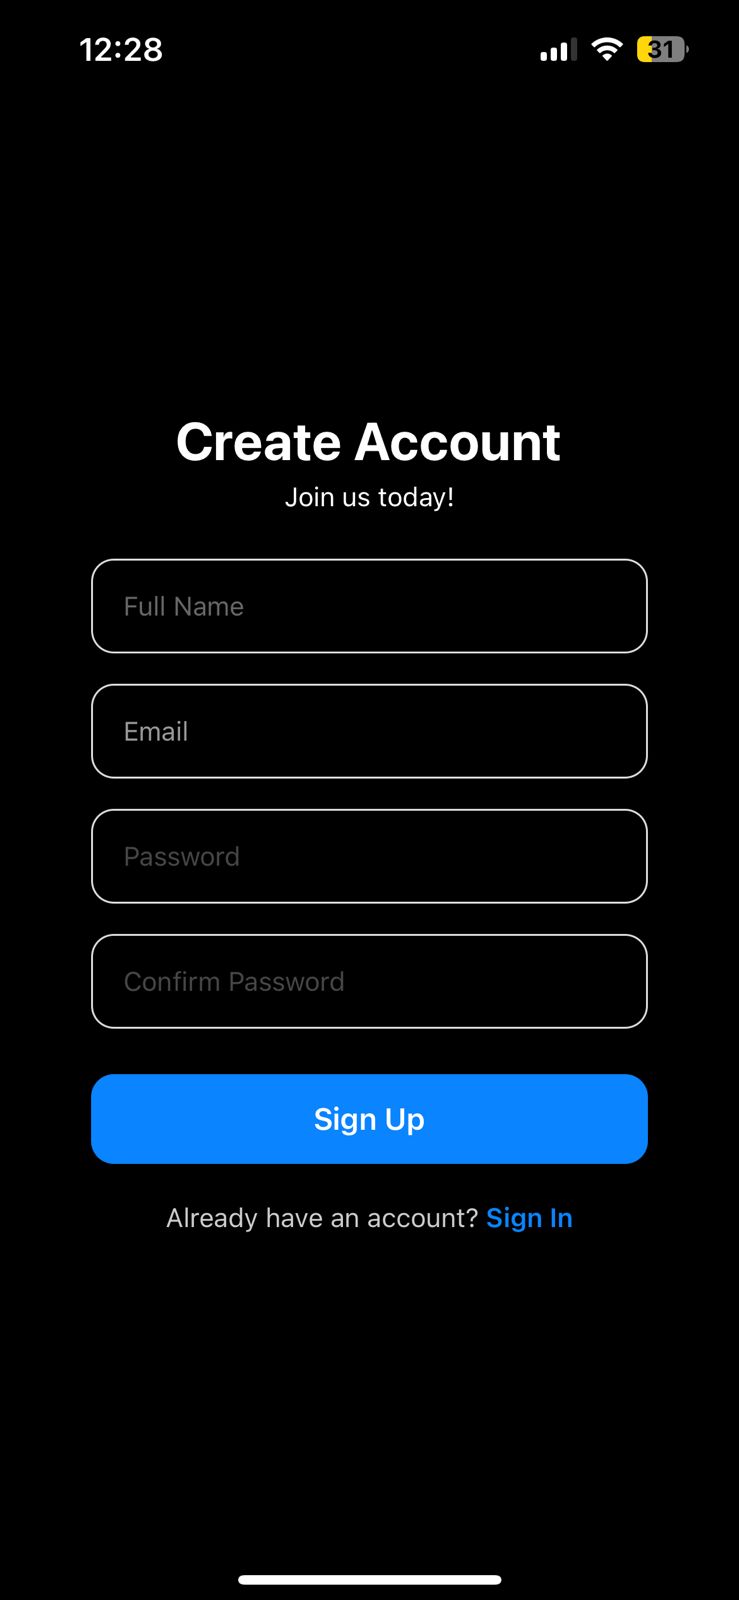 12:28
31
Create Account
Join us today!
Full Name
Email
Password
Confirm Password
Sign Up
Already have an account? Sign In